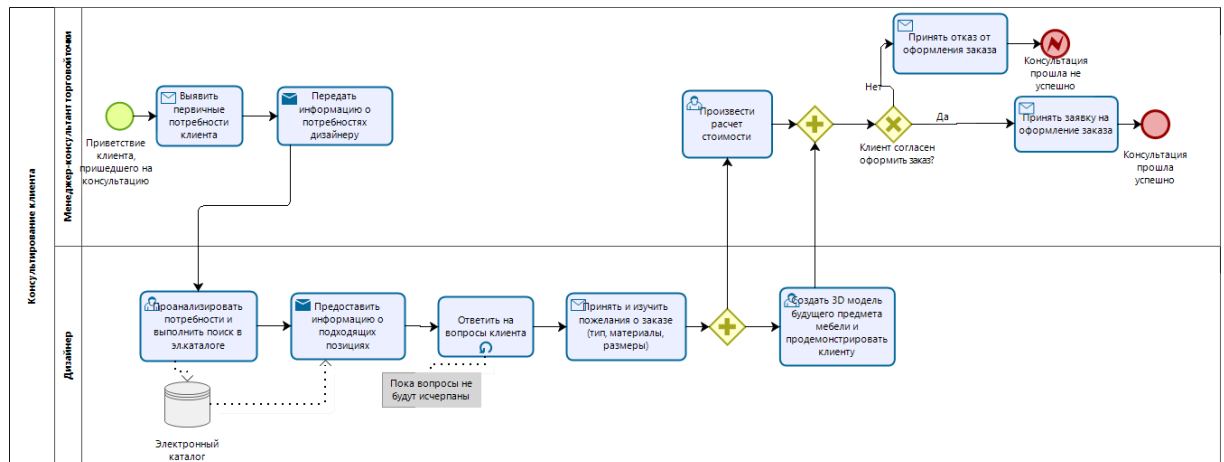 Консультирование клиента
Менеджер-консультант торговой точки
Приветствие
клиента,
пришедшего на
консультацию
Выявить
первичные
потребности
клиента
Передать
информацию о
потребностях
дизайнеру
Произвести
расчет
стоимости
Клиент согласен
оформить заказ?
Нет
Принять отказ от
оформления заказа
Консультация
прошла не
успешно
Да
Принять заявку на
оформление заказа
Консультация
прошла
успешно
Дизайнер
Проанализировать
потребности и
выполнить поиск в
эл.каталоге
Предоставить
информацию о
подходящих
позициях
Ответить на
вопросы клиента
Принять и изучить
пожелания о заказе
(тип, материалы,
размеры)
Создать 3D модель
будущего предмета
мебели и
продемонстрировать
клиенту
Пока вопросы не
будут исчерпаны
Электронный
каталог